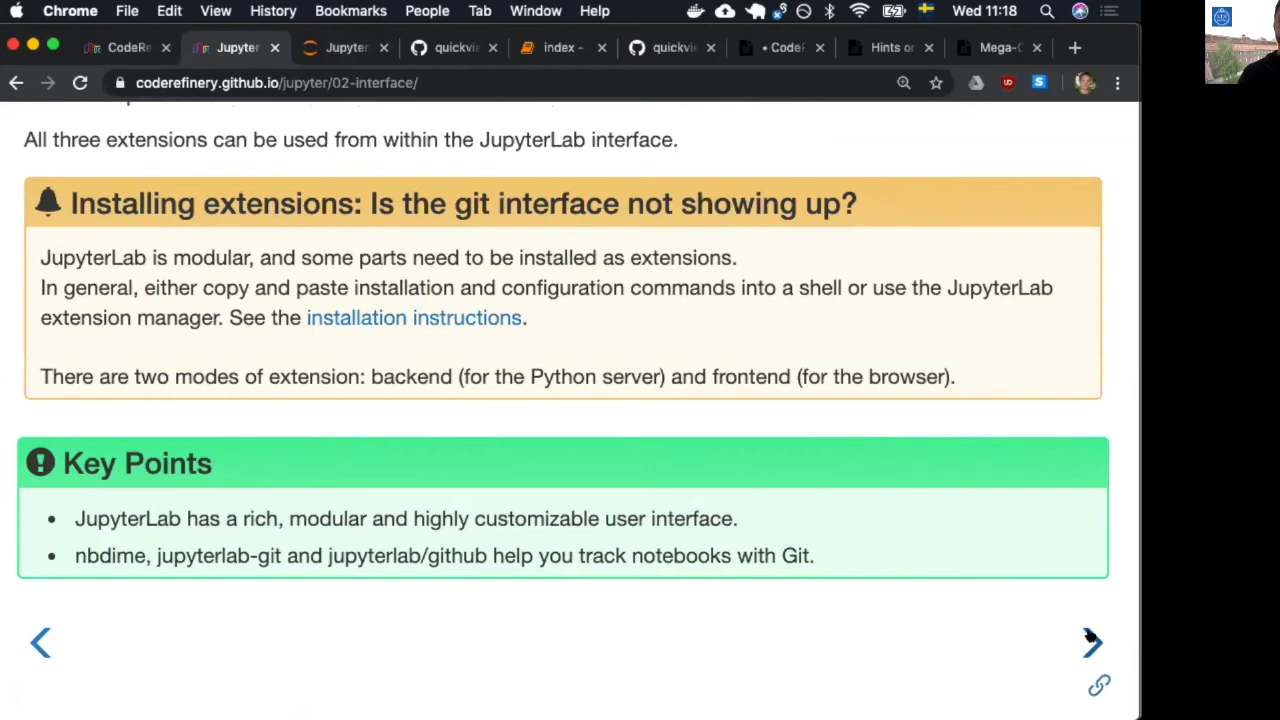 Chrome File Edit View History Bookmarks People Tab Window Help Wed 11:18
CodeRe Jupyter Jupyter quickvi index - quickvi • CodeF Hints or Mega-C
coderefinery.github.io/jupyter/02-interface/
All three extensions can be used from within the JupyterLab interface.
Installing extensions: Is the git interface not showing up?
JupyterLab is modular, and some parts need to be installed as extensions.
In general, either copy and paste installation and configuration commands into a shell or use the JupyterLab
extension manager. See the installation instructions.
There are two modes of extension: backend (for the Python server) and frontend (for the browser).
Key Points
• JupyterLab has a rich, modular and highly customizable user interface.
• nbdime, jupyterlab-git and jupyterlab/github help you track notebooks with Git.